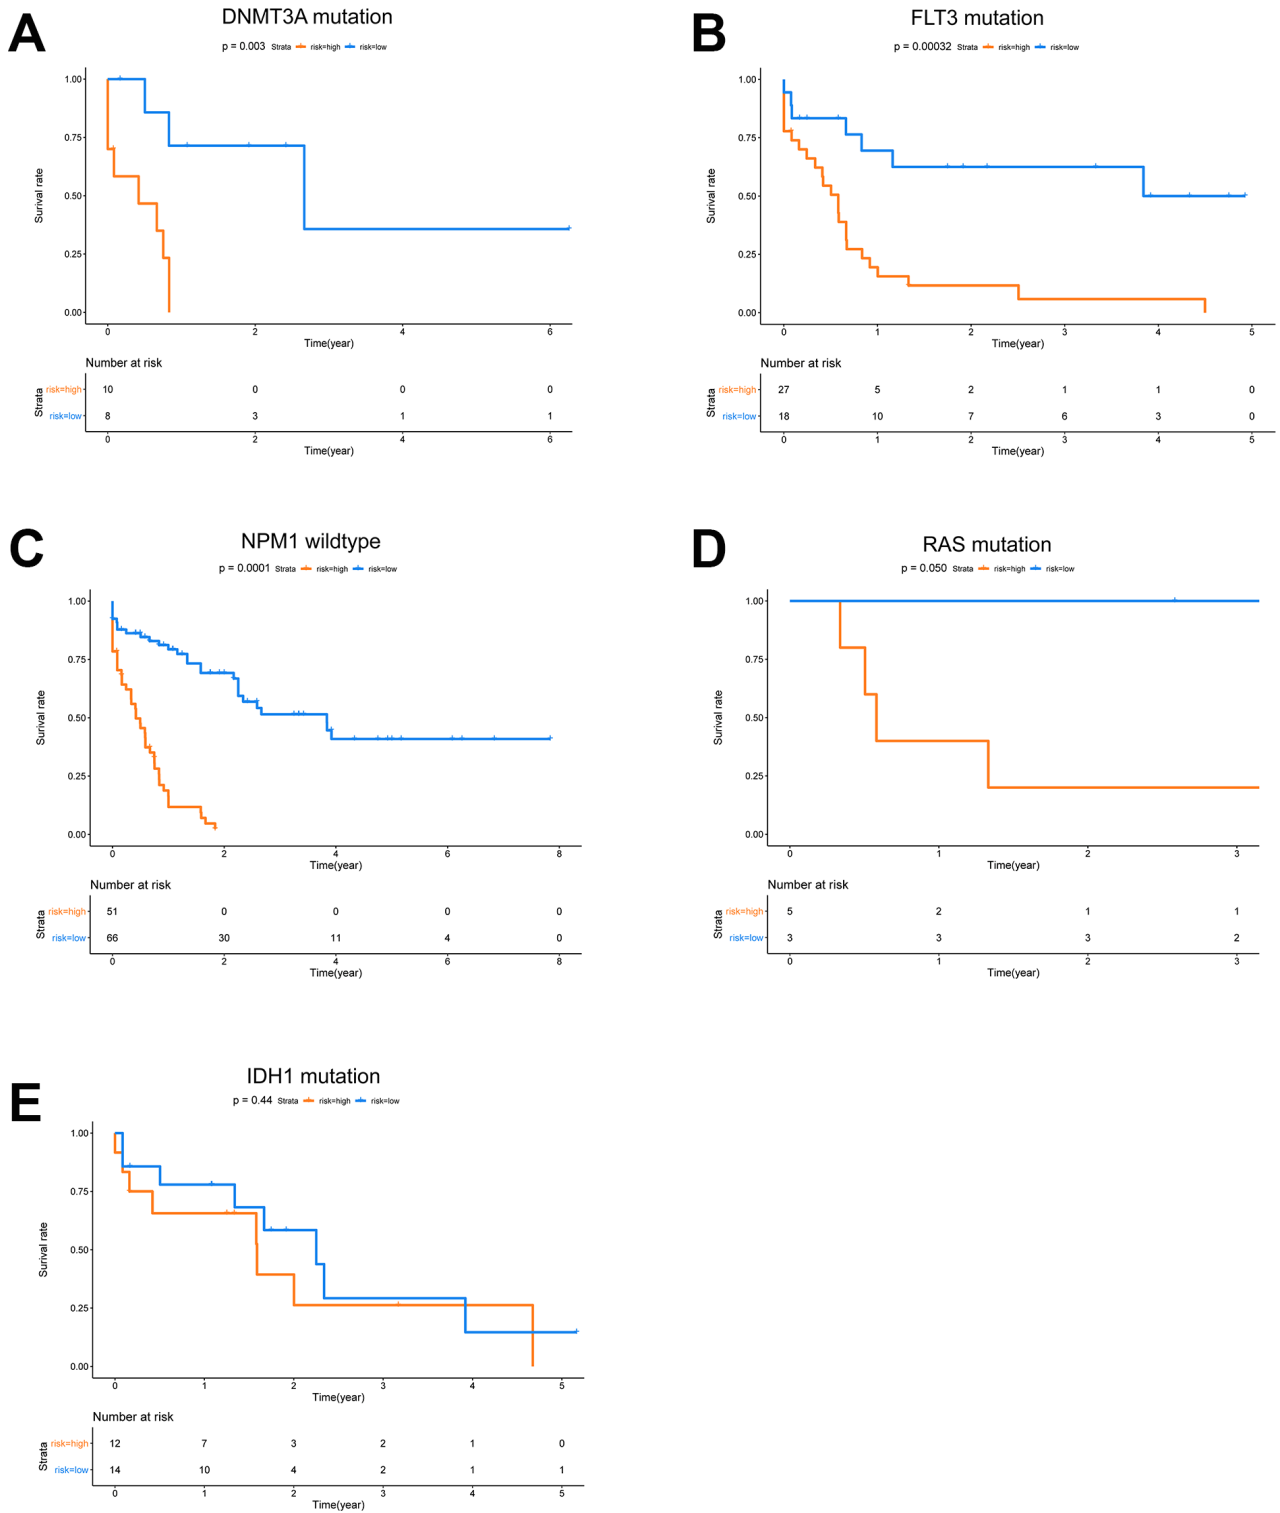 A
DNMT3A mutation
p = 0.003 Strata risk=high risk=low
1.00
0.75
0.50
0.25
0.00
Surival rate
0 2 4 6
Time(year)
Number at risk
Strata
risk=high 10 0 0 0
risk=low 8 3 1 1
0 2 4 6
Time(year)
B
FLT3 mutation
p = 0.00032 Strata risk=high risk=low
1.00
0.75
0.50
0.25
0.00
Surival rate
0 1 2 3 4 5
Time(year)
Number at risk
Strata
risk=high 27 5 2 1 1 0
risk=low 18 10 7 6 3 0
0 1 2 3 4 5
Time(year)
C
NPM1 wildtype
p = 0.0001 Strata risk=high risk=low
1.00
0.75
0.50
0.25
0.00
Surival rate
0 2 4 6 8
Time(year)
Number at risk
Strata
risk=high 51 0 0 0 0
risk=low 66 30 11 4 0
0 2 4 6 8
Time(year)
D
RAS mutation
p = 0.050 Strata risk=high risk=low
1.00
0.75
0.50
0.25
0.00
Surival rate
0 1 2 3
Time(year)
Number at risk
Strata
risk=high 5 2 1 1
risk=low 3 3 3 2
0 1 2 3
Time(year)
E
IDH1 mutation
p = 0.44 Strata risk=high risk=low
1.00
0.75
0.50
0.25
0.00
Surival rate
0 1 2 3 4 5
Time(year)
Number at risk
Strata
risk=high 12 7 3 2 1 0
risk=low 14 10 4 2 1 1
0 1 2 3 4 5
Time(year)